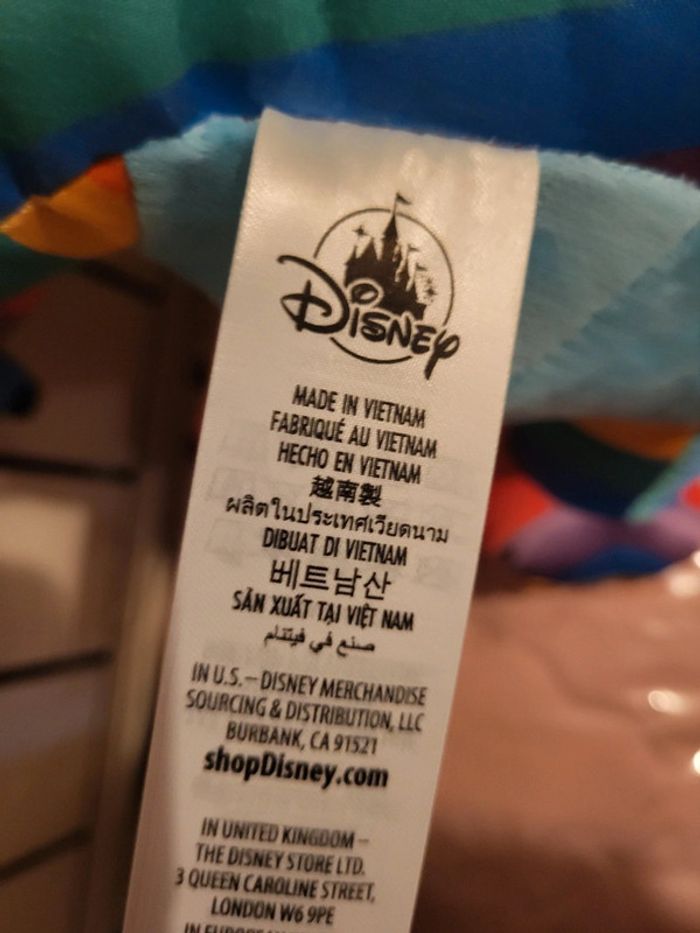 Disney
MADE IN VIETNAM
FABRIQUÉ AU VIETNAM
HECHO EN VIETNAM
越南製
ผลิตในประเทศเวียดนาม
DIBUAT DI VIETNAM
베트남산
SẢN XUẤT TẠI VIỆT NAM
صنع في فيتنام
IN U.S. – DISNEY MERCHANDISE
SOURCING & DISTRIBUTION, LLC
BURBANK, CA 91521
shopDisney.com
IN UNITED KINGDOM –
THE DISNEY STORE LTD.
3 QUEEN CAROLINE STREET,
LONDON W6 9PE